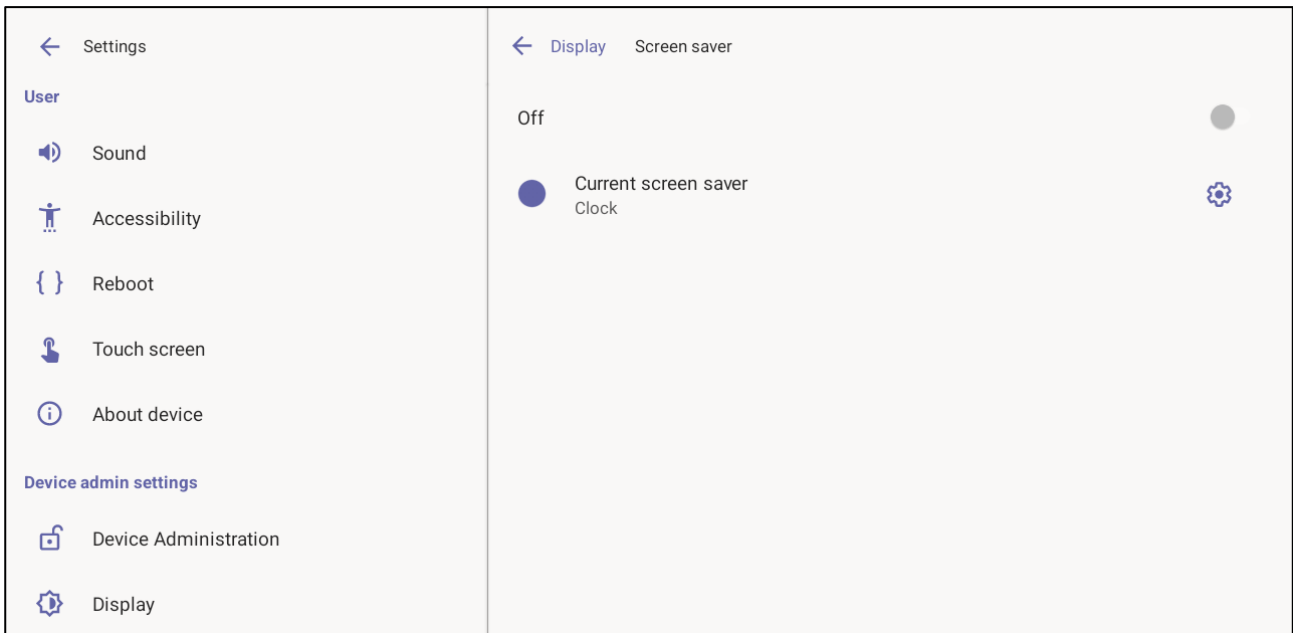 Settings
User
Sound
Accessibility
Reboot
Touch screen
About device
Device admin settings
Device Administration
Display
Display Screen saver
Off
Current screen saver
Clock